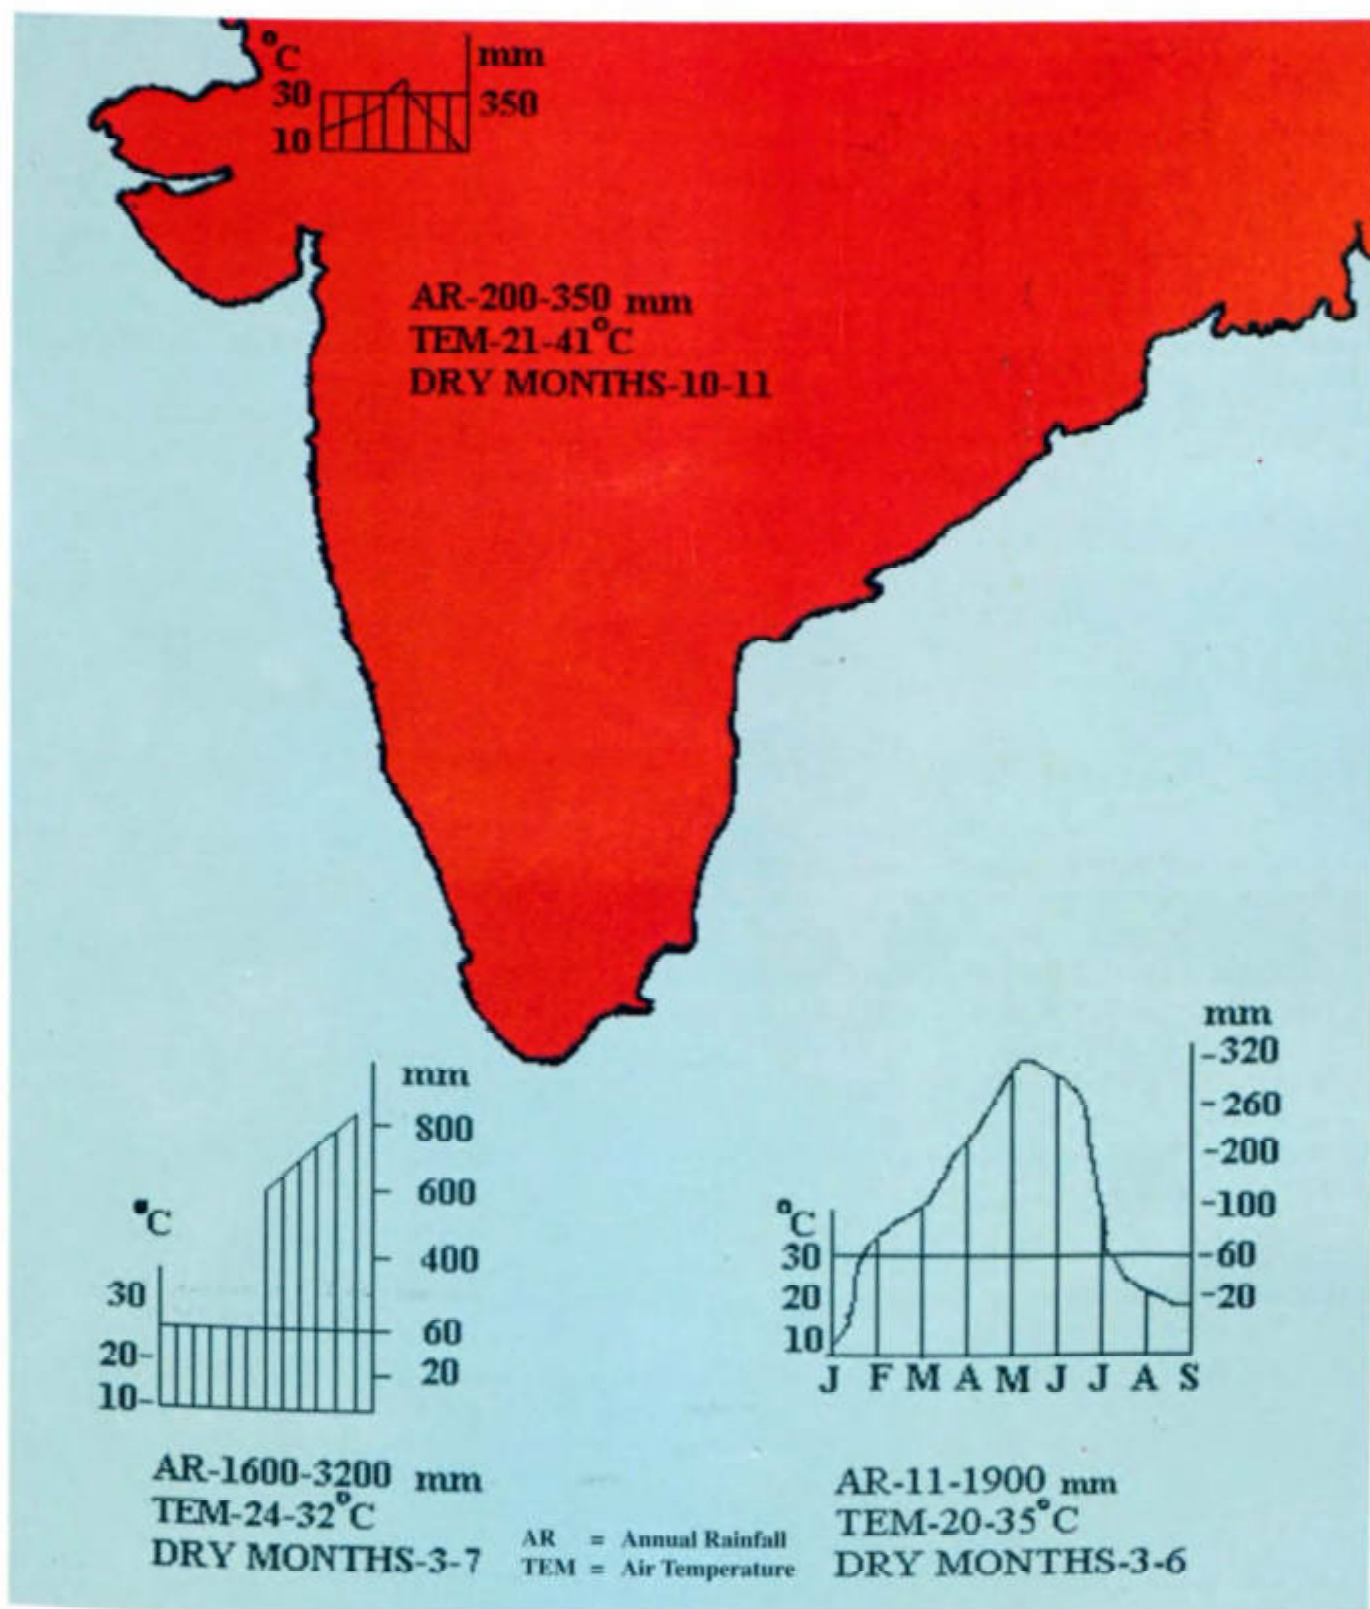 °C
mm
30
350
10
AR-200-350 mm
TEM-21-41°C
DRY MONTHS-10-11
mm
800
600
°C
400
30
60
20-
20
10-
AR-1600-3200 mm
TEM-24-32°C
DRY MONTHS-3-7
AR = Annual Rainfall
TEM = Air Temperature
mm
-320
-260
-200
°C
-100
30
-60
20
-20
10
J F M A M J J A S
AR-11-1900 mm
TEM-20-35°C
DRY MONTHS-3-6